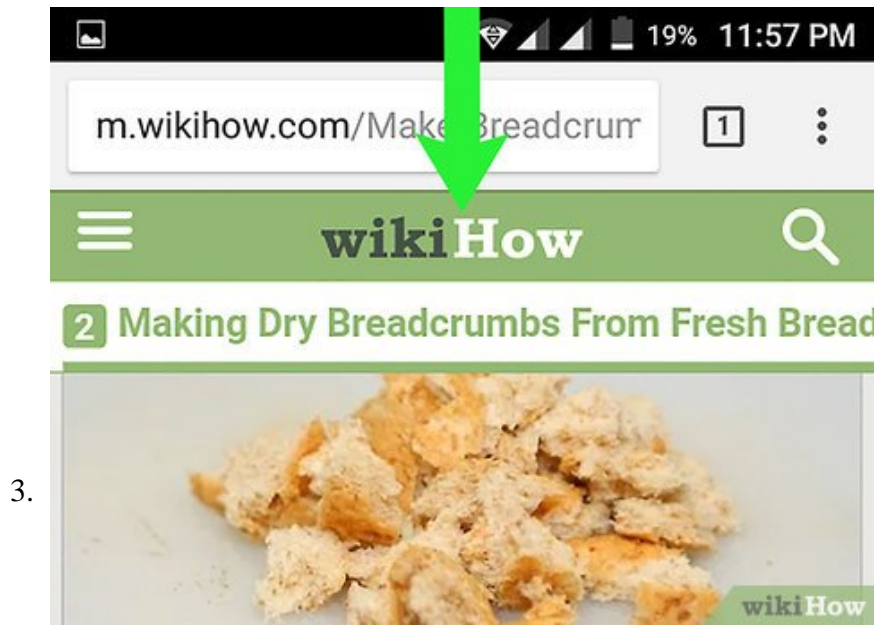 19% 11:57 PM
m.wikihow.com/Make-Breadcrum
1
wikiHow
2 Making Dry Breadcrumbs From Fresh Bread
3.
wikiHow